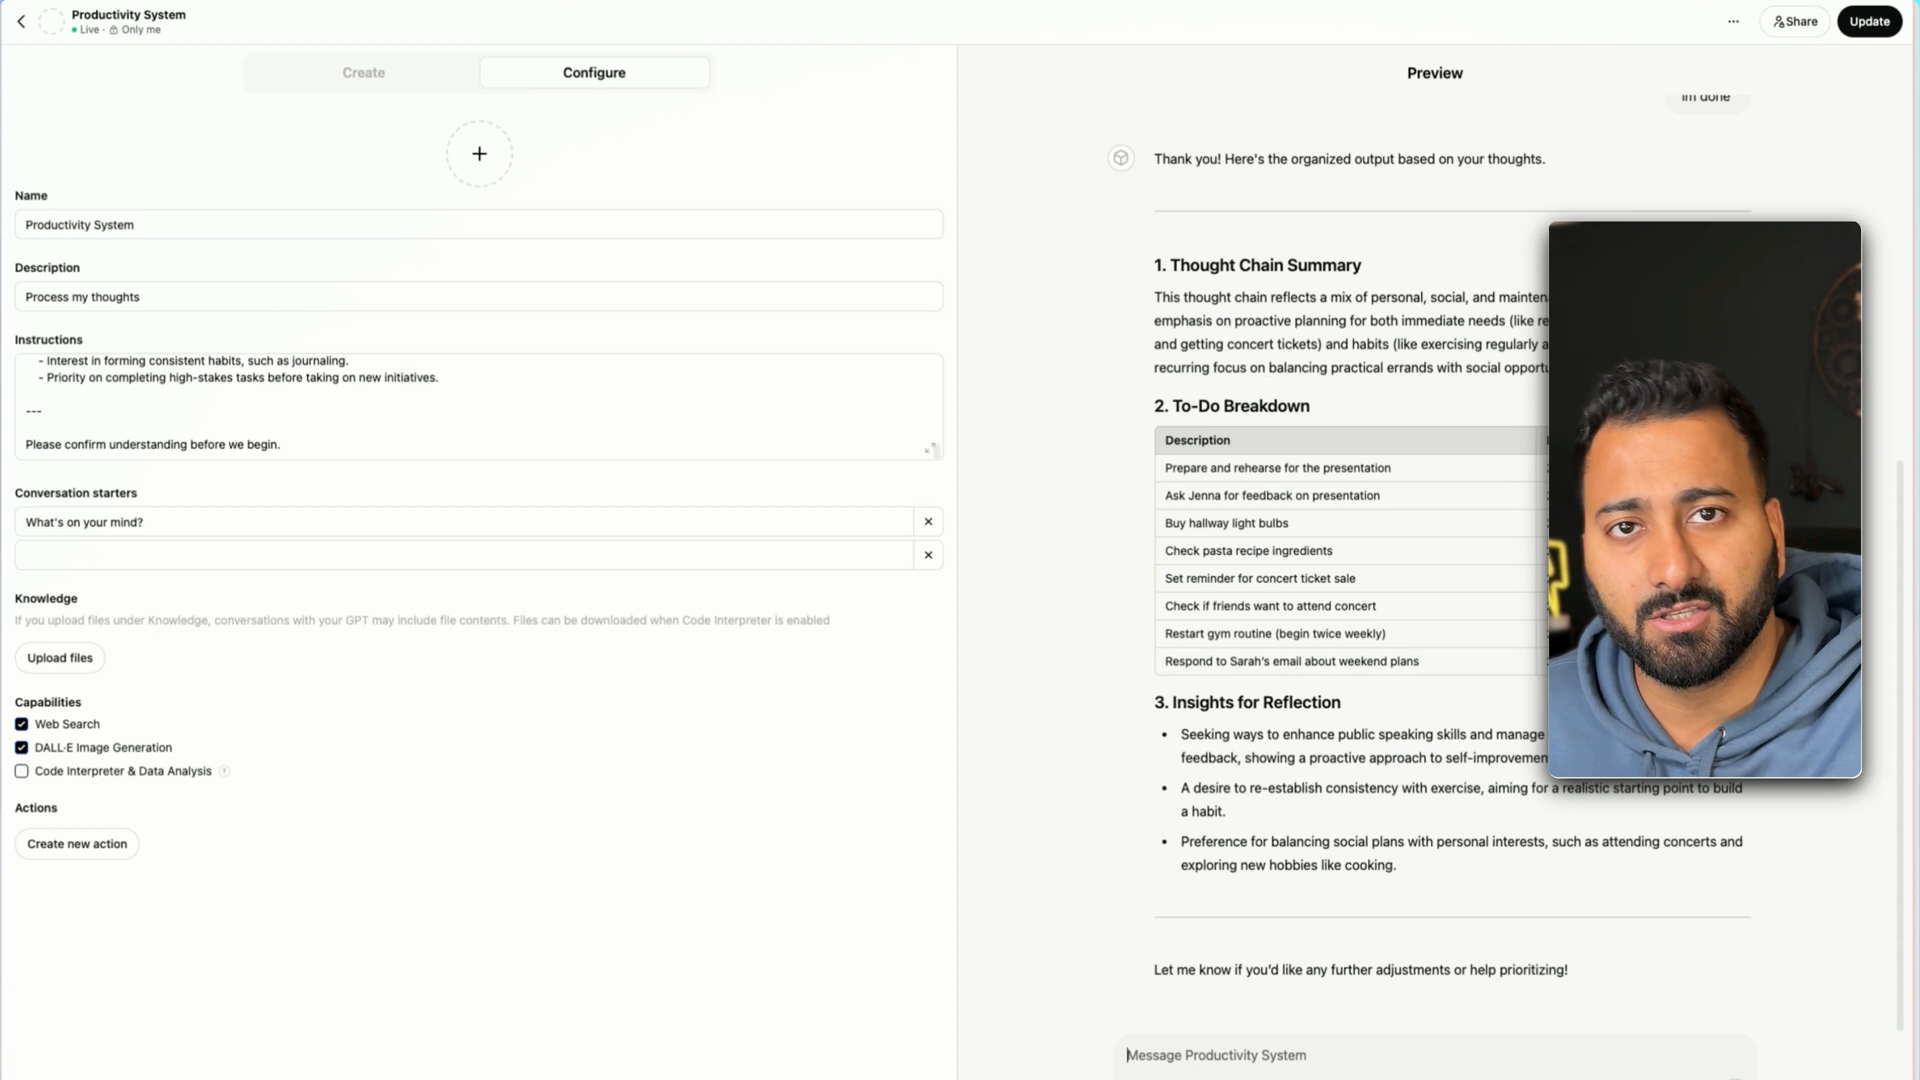 Productivity System
Live · Only me
Share
Update
Create
Configure
Name
Productivity System
Description
Process my thoughts
Instructions
- Interest in forming consistent habits, such as journaling.
- Priority on completing high-stakes tasks before taking on new initiatives.
---
Please confirm understanding before we begin.
Conversation starters
What's on your mind?
Knowledge
If you upload files under Knowledge, conversations with your GPT may include file contents. Files can be downloaded when Code Interpreter is enabled
Upload files
Capabilities
Web Search
DALL·E Image Generation
Code Interpreter & Data Analysis ?
Actions
Create new action
Preview
im done
Thank you! Here's the organized output based on your thoughts.
1. Thought Chain Summary
This thought chain reflects a mix of personal, social, and
emphasis on proactive planning for both immediate needs (like
and getting concert tickets) and habits (like exercising regularly
recurring focus on balancing practical errands with social
2. To-Do Breakdown
Description
Prepare and rehearse for the presentation
Ask Jenna for feedback on presentation
Buy hallway light bulbs
Check pasta recipe ingredients
Set reminder for concert ticket sale
Check if friends want to attend concert
Restart gym routine (begin twice weekly)
Respond to Sarah's email about weekend plans
3. Insights for Reflection
• Seeking ways to enhance public speaking skills and manage
feedback, showing a proactive approach to
• A desire to re-establish consistency with exercise, aiming for a realistic starting point to build
a habit.
• Preference for balancing social plans with personal interests, such as attending concerts and
exploring new hobbies like cooking.
Let me know if you'd like any further adjustments or help prioritizing!
Message Productivity System